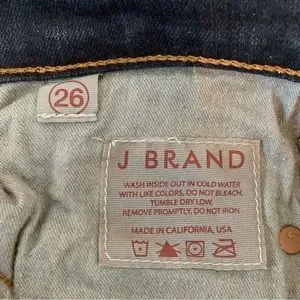 26
J BRAND
WASH INSIDE OUT IN COLD WATER
WITH LIKE COLORS, DO NOT BLEACH.
TUMBLE DRY LOW.
REMOVE PROMPTLY, DO NOT IRON
MADE IN CALIFORNIA, USA